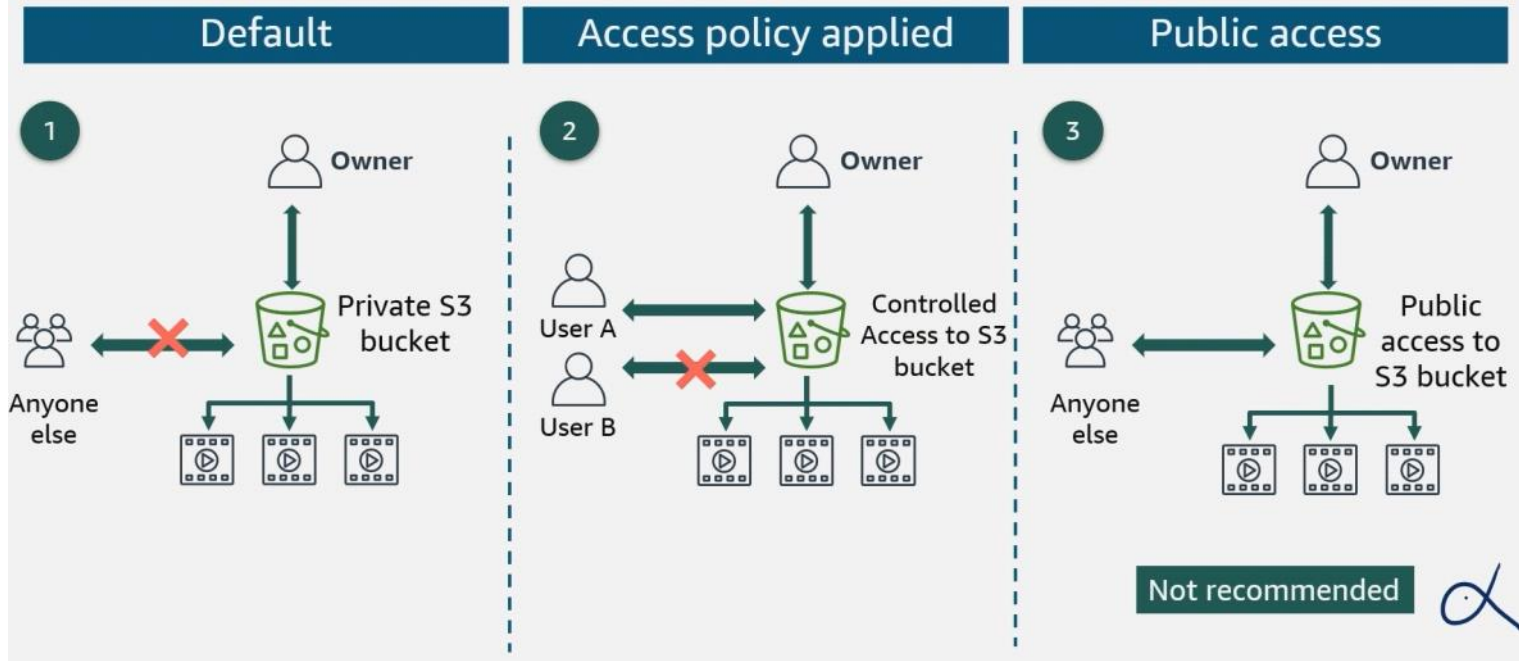 Default
1
Owner
Private S3
bucket
Anyone
else
Access policy applied
2
Owner
User A
User B
Controlled
Access to S3
bucket
Public access
3
Owner
Public
access to
S3 bucket
Anyone
else
Not recommended